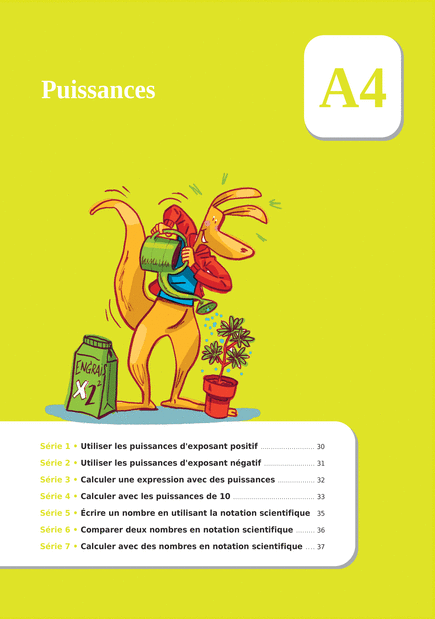 Puissances
A4
ENGRAIS
x2²
Série 1 • Utiliser les puissances d'exposant positif ........................ 30
Série 2 • Utiliser les puissances d'exposant négatif ...................... 31
Série 3 • Calculer une expression avec des puissances ................ 32
Série 4 • Calculer avec les puissances de 10 ................................. 33
Série 5 • Écrire un nombre en utilisant la notation scientifique 35
Série 6 • Comparer deux nombres en notation scientifique ........ 36
Série 7 • Calculer avec des nombres en notation scientifique .... 37